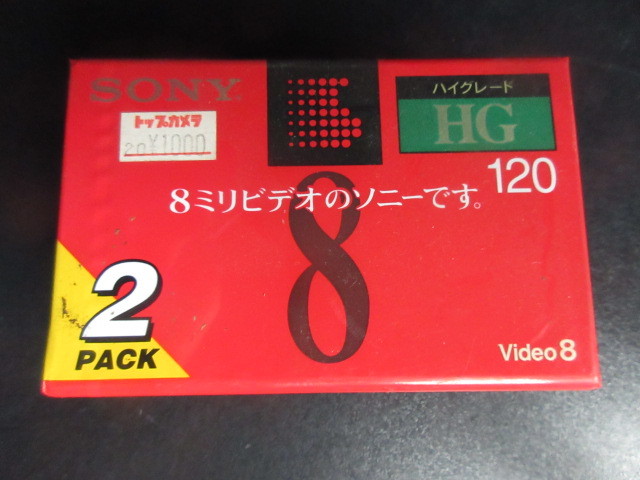 SONY
トップカメラ
20¥1000
ハイグレード
HG
120
8ミリビデオのソニーです。
8
2
PACK
Video 8